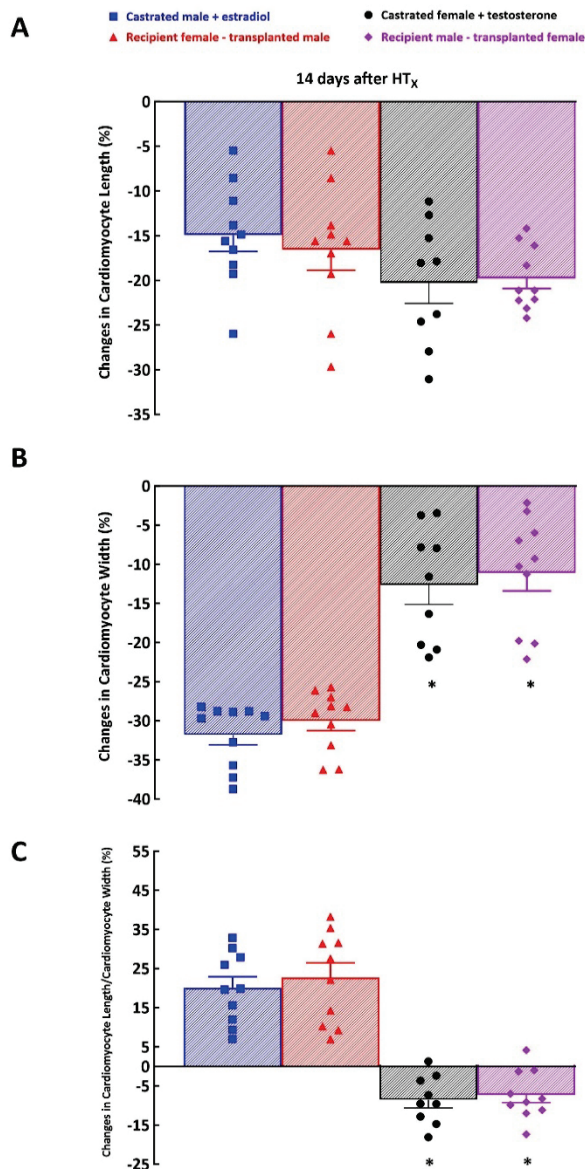 A
Castrated male + estradiol
Castrated female + testosterone
Recipient female - transplanted male
Recipient male - transplanted female
14 days after HTX
Changes in Cardiomyocyte Length (%)
0
-5
-10
-15
-20
-25
-30
-35
B
Changes in Cardiomyocyte Width (%)
0
-5
-10
-15
-20
-25
-30
-35
-40
*
*
C
Changes in Cardiomyocyte Length/Cardiomyocyte Width (%)
55
45
35
25
15
5
0
-5
-15
-25
*
*